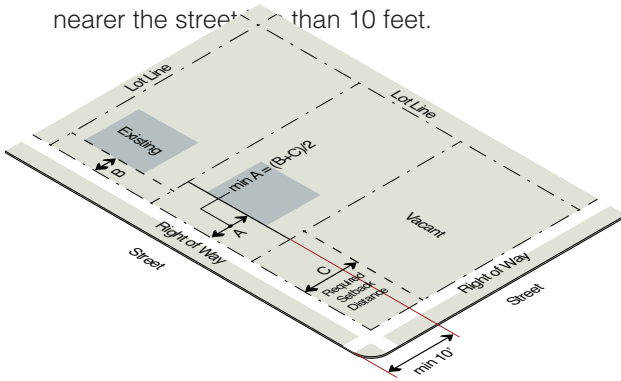 nearer the street than 10 feet.
Lot Line
Lot Line
Existing
min A = (B+C)/2
B
A
Vacant
Right of Way
C
Required
Setback
Distance
Right of Way
Street
Street
min 10'